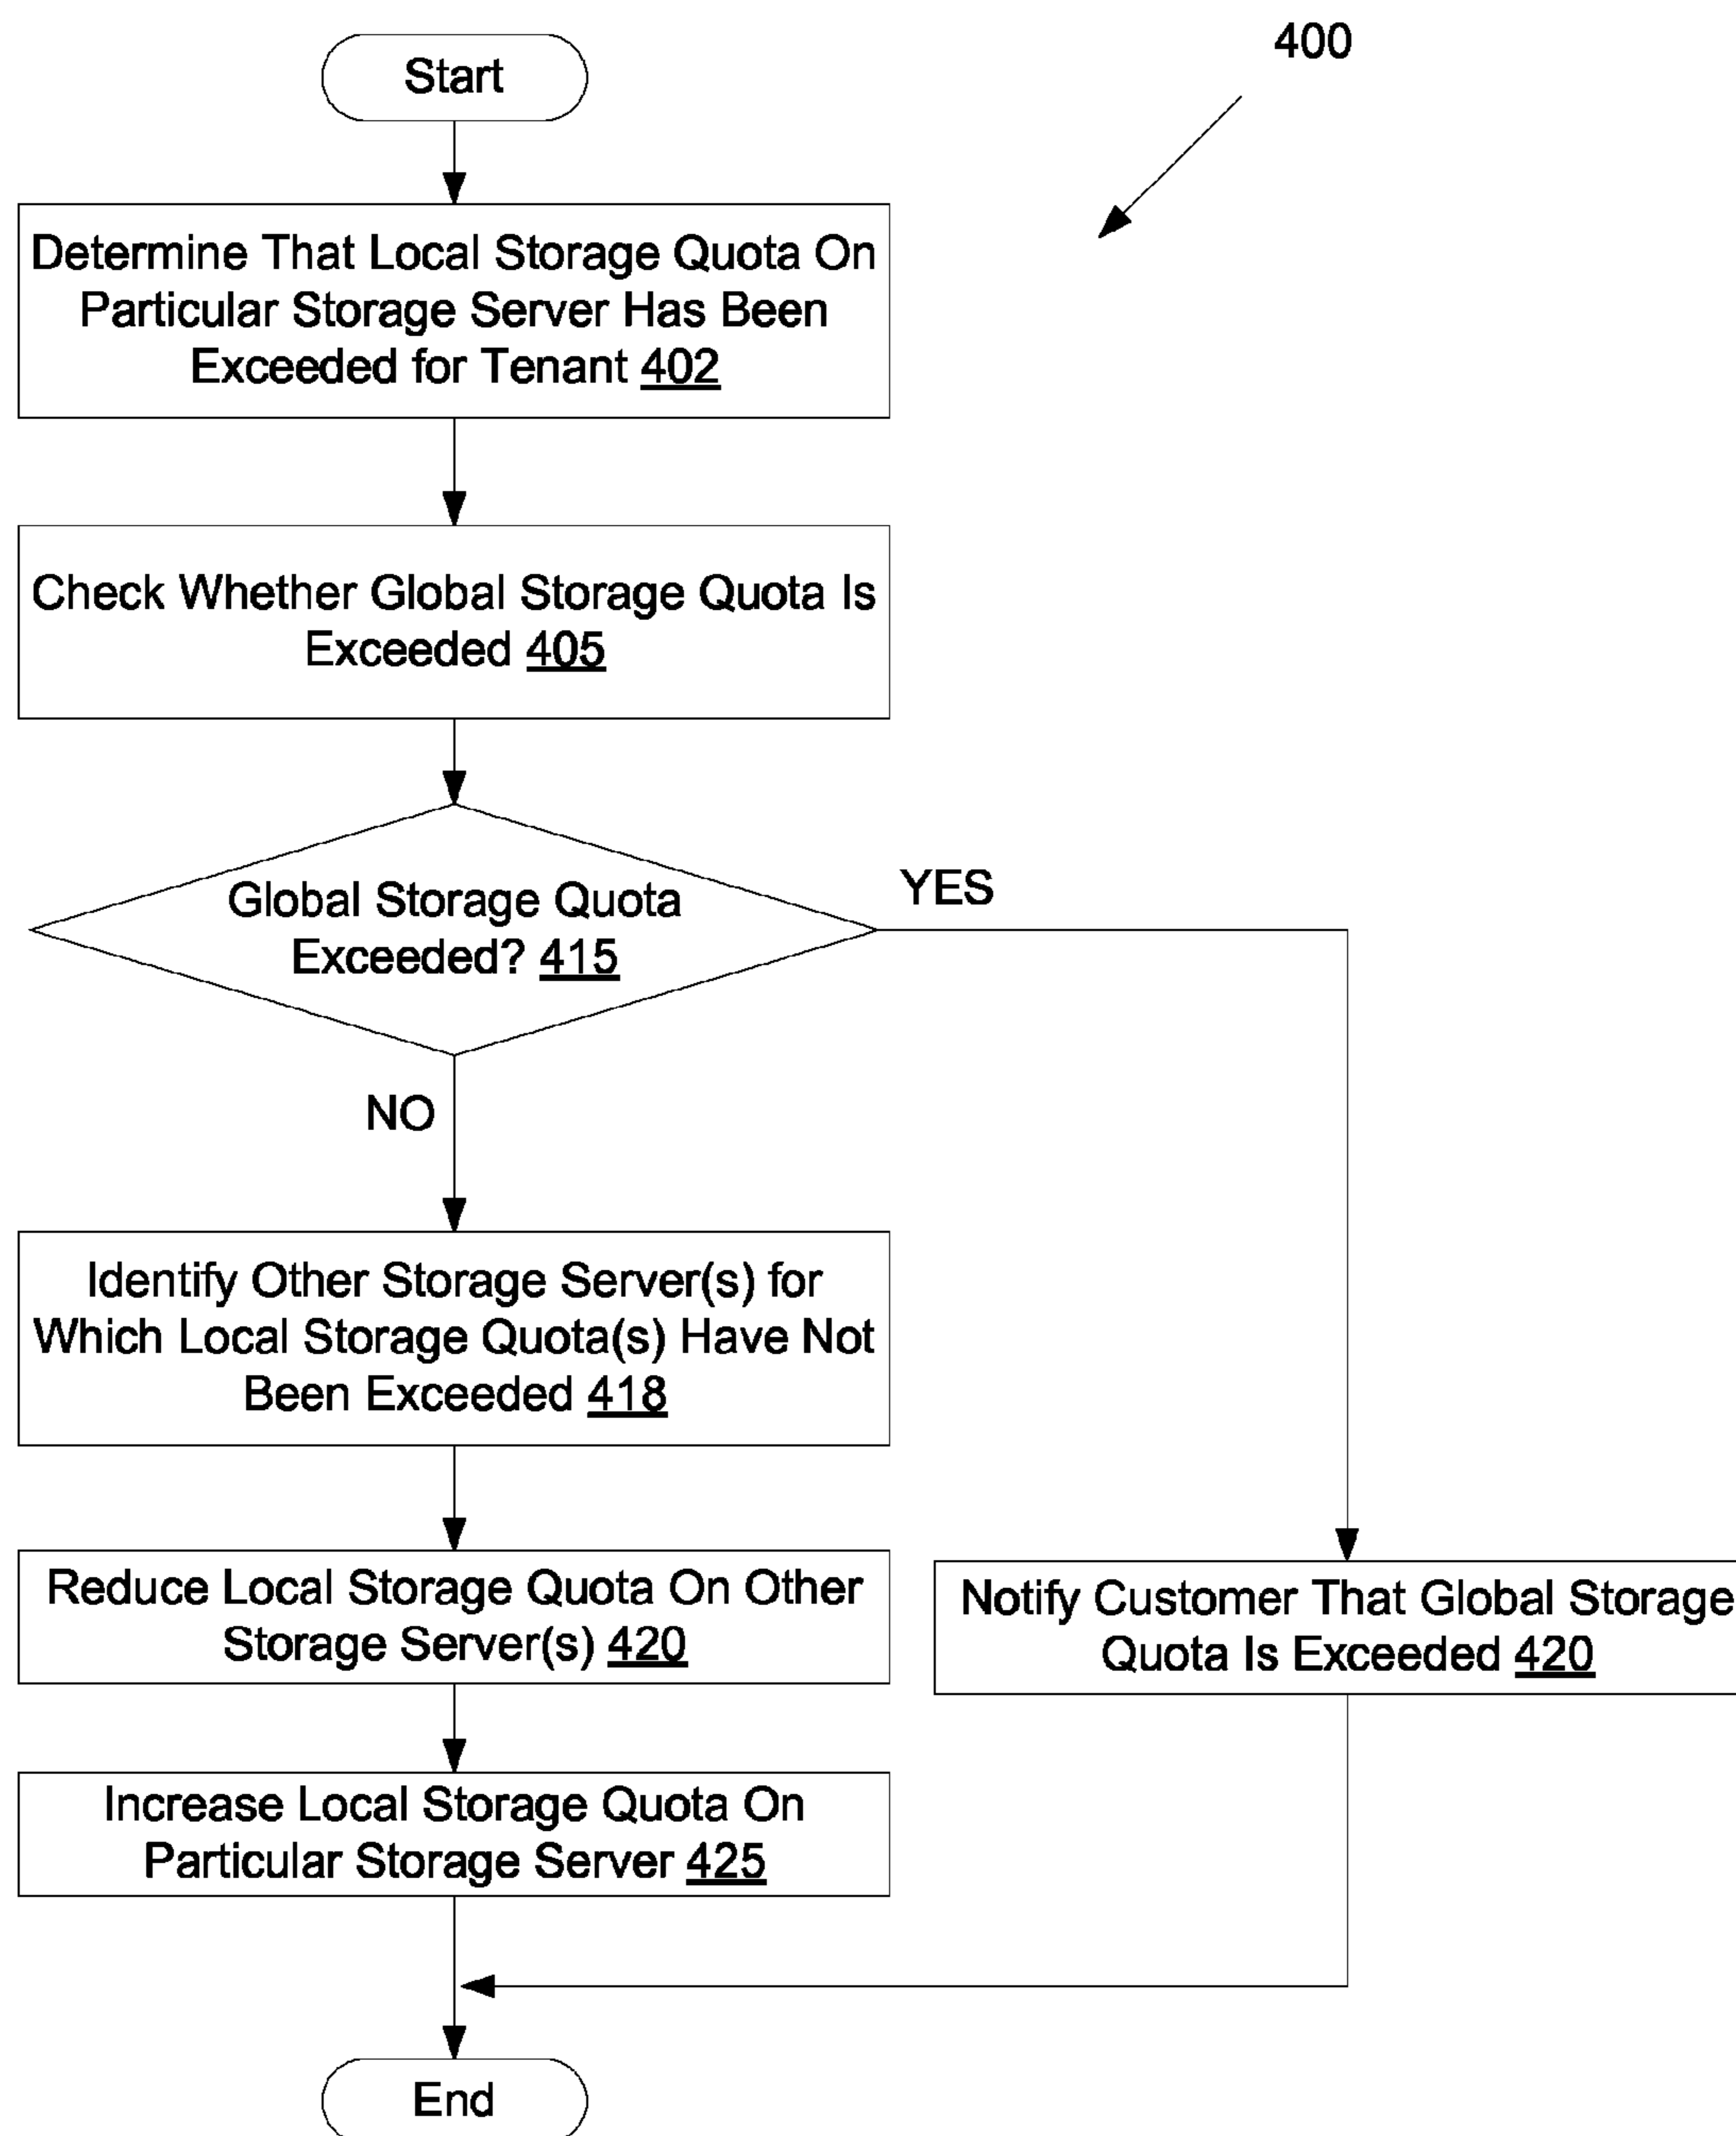 400
Start
Determine That Local Storage Quota On
Particular Storage Server Has Been
Exceeded for Tenant 402
Check Whether Global Storage Quota Is
Exceeded 405
Global Storage Quota
Exceeded? 415
YES
NO
Identify Other Storage Server(s) for
Which Local Storage Quota(s) Have Not
Been Exceeded 418
Reduce Local Storage Quota On Other
Storage Server(s) 420
Notify Customer That Global Storage
Quota Is Exceeded 420
Increase Local Storage Quota On
Particular Storage Server 425
End